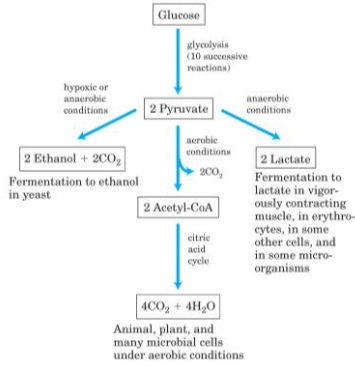 Glucose
glycolysis
(10 successive
reactions)
hypoxic or
anaerobic
conditions
2 Pyruvate
anaerobic
conditions
2 Ethanol + 2CO₂
Fermentation to ethanol
in yeast
aerobic
conditions
2CO₂
2 Lactate
Fermentation to
lactate in vigor-
ously contracting
muscle, in erythro-
cytes, in some
other cells, and
in some micro-
organisms
2 Acetyl-CoA
citric
acid
cycle
4CO₂ + 4H₂O
Animal, plant, and
many microbial cells
under aerobic conditions